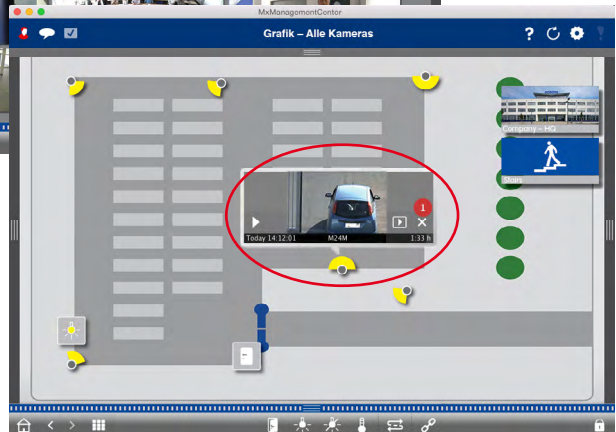 MxManagementCenter
Grafik – Alle Kameras
?
Company – HQ
Stairs
1
Today 14:12:01 M24M 1:33 h